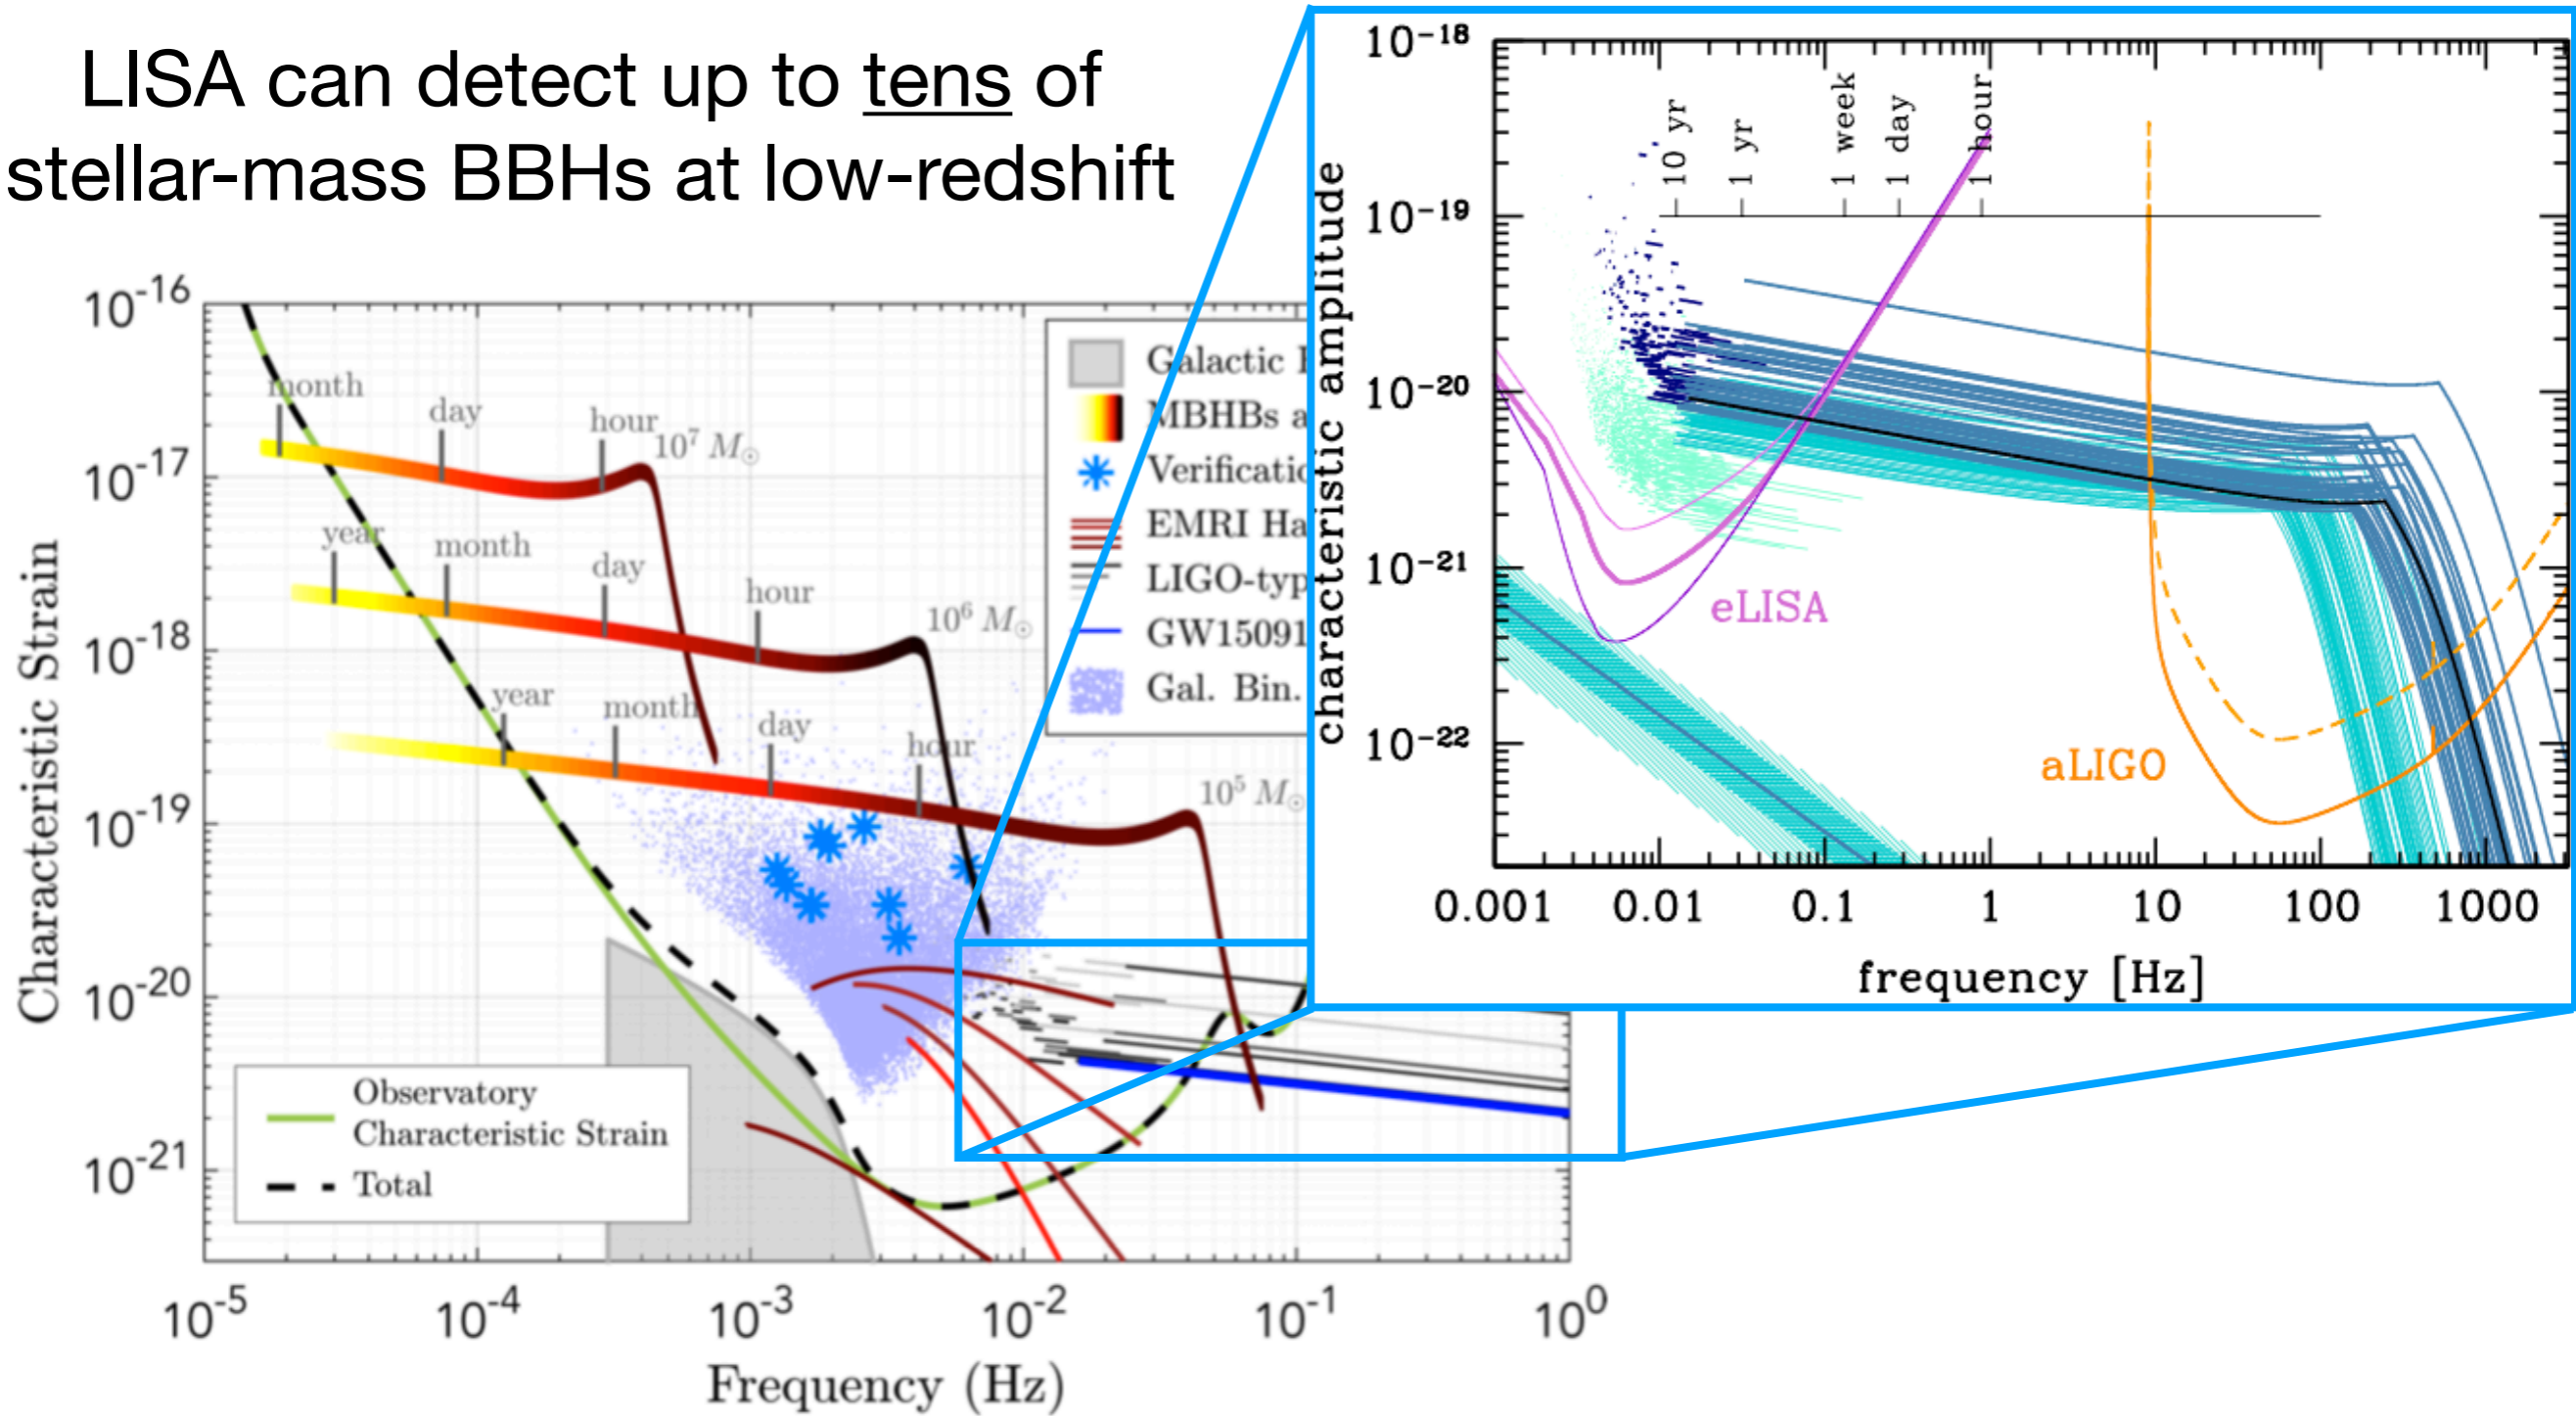 LISA can detect up to tens of
stellar-mass BBHs at low-redshift
Characteristic Strain
10^-16
10^-17
10^-18
10^-19
10^-20
10^-21
month
day
hour
10^7 M_⊙
year
month
day
hour
10^6 M_⊙
year
month
day
hour
10^5 M_⊙
Galactic
MBHBs
EMRI
LIGO-typ
GW15091
Gal. Bin.
Observatory
Characteristic Strain
Total
10^-5
10^-4
10^-3
10^-2
10^-1
10^0
Frequency (Hz)
characteristic amplitude
10^-18
10^-19
10^-20
10^-21
10^-22
10 yr
1 yr
1 week
1 day
1 hour
eLISA
aLIGO
0.001
0.01
0.1
1
10
100
1000
frequency [Hz]